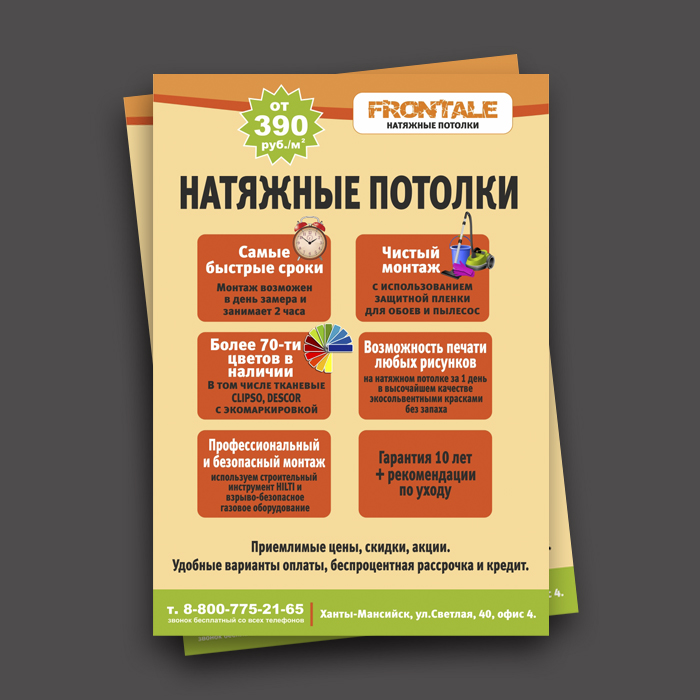 от
390
руб./м²
FRONTALE
НАТЯЖНЫЕ ПОТОЛКИ
НАТЯЖНЫЕ ПОТОЛКИ
Самые
быстрые сроки
Монтаж возможен
в день замера и
занимает 2 часа
Чистый
монтаж
с использованием
защитной пленки
для обоев и пылесос
Более 70-ти
цветов в
наличии
В том числе тканевые
CLIPSO, DESCOR
с экомаркировкой
Возможность печати
любых рисунков
на натяжном потолке за 1 день
в высочайшем качестве
экосольвентными красками
без запаха
Профессиональный
и безопасный монтаж
используем строительный
инструмент HILTI и
взрыво-безопасное
газовое оборудование
Гарантия 10 лет
+ рекомендации
по уходу
Приемлимые цены, скидки, акции.
Удобные варианты оплаты, беспроцентная рассрочка и кредит.
т. 8-800-775-21-65
звонок бесплатный со всех телефонов
Ханты-Мансийск, ул.Светлая, 40, офис 4.
4.